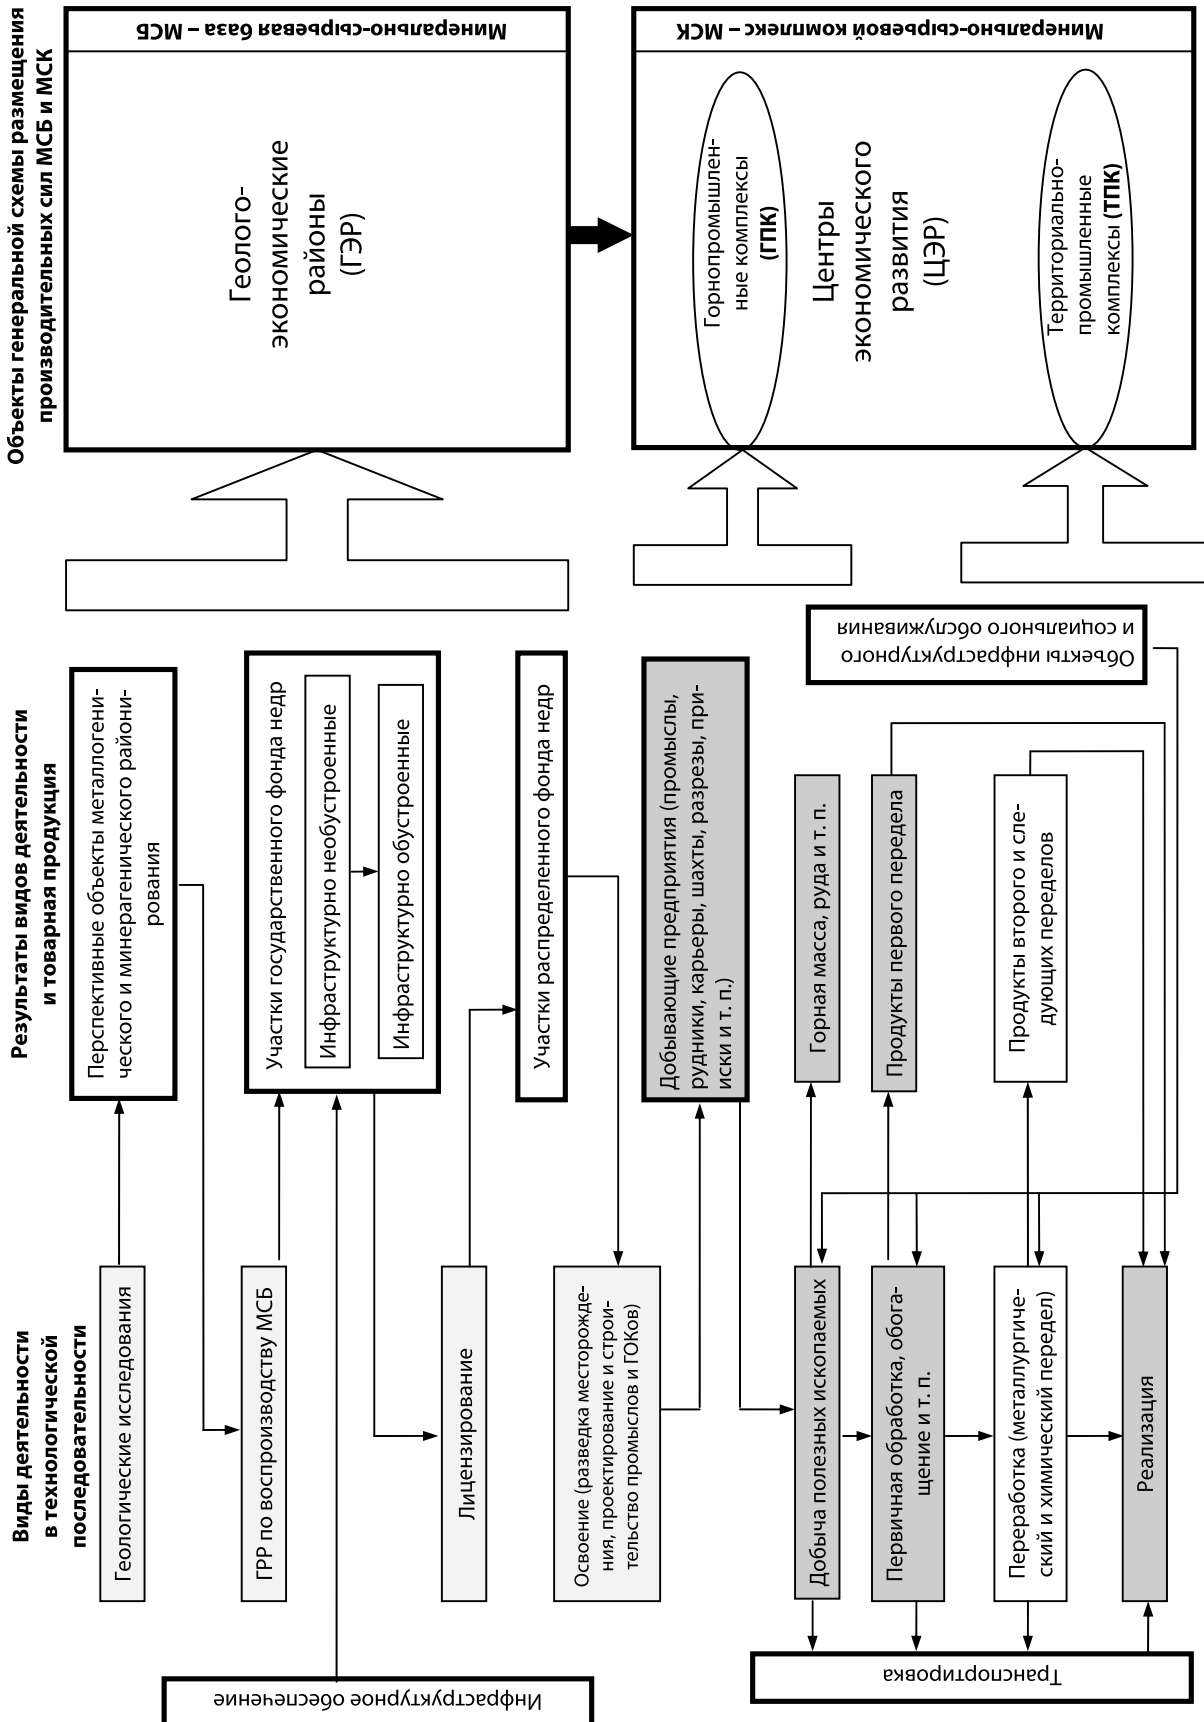 Виды деятельности
в технологической
последовательности
Результаты видов деятельности
и товарная продукция
Объекты генеральной схемы размещения
производительных сил МСБ и МСК
Инфраструктурное обеспечение
Геологические исследования
Перспективные объекты металлогени-
ческого и минерагенического райони-
рования
ГРР по воспроизводству МСБ
Участки государственного фонда недр
Инфраструктурно необустроенные
Инфраструктурно обустроенные
Лицензирование
Участки распределенного фонда недр
Освоение (разведка месторожде-
ния, проектирование и строи-
тельство промыслов и ГОКов)
Добывающие предприятия (промыслы,
рудники, карьеры, шахты, разрезы, при-
иски и т. п.)
Транспортировка
Добыча полезных ископаемых
Горная масса, руда и т. п.
Первичная обработка, обога-
щение и т. п.
Продукты первого передела
Переработка (металлургиче-
ский и химический передел)
Продукты второго и сле-
дующих переделов
Реализация
Объекты инфраструктурного
и социального обслуживания
Минерально-сырьевая база – МСБ
Геолого-
экономические
районы
(ГЭР)
Минерально-сырьевой комплекс – МСК
Горнопромышлен-
ные комплексы
(ГПК)
Центры
экономического
развития
(ЦЭР)
Территориально-
промышленные
комплексы (ТПК)